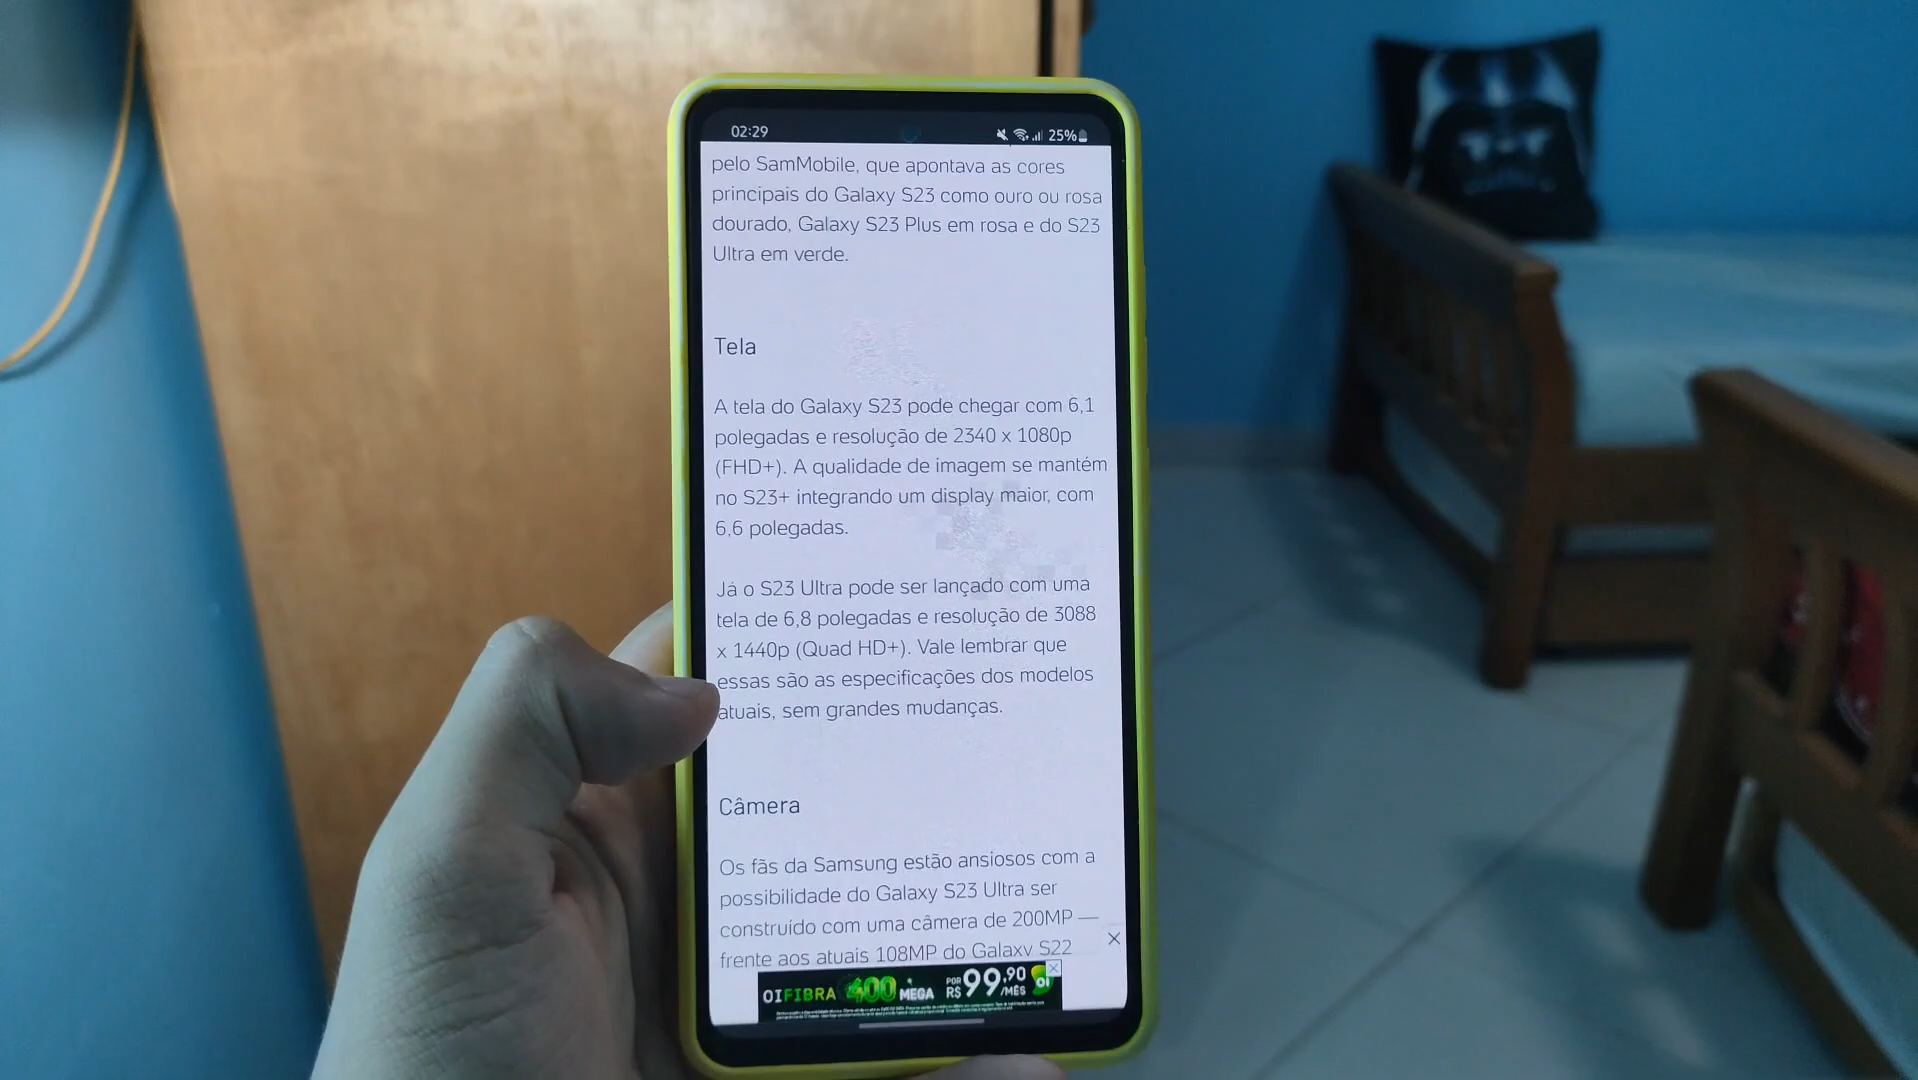 02:29
25%
pelo SamMobile, que apontava as cores
principais do Galaxy S23 como ouro ou rosa
dourado, Galaxy S23 Plus em rosa e do S23
Ultra em verde.
Tela
A tela do Galaxy S23 pode chegar com 6,1
polegadas e resolução de 2340 x 1080p
(FHD+). A qualidade de imagem se mantém
no S23+ integrando um display maior, com
6,6 polegadas.
Já o S23 Ultra pode ser lançado com uma
tela de 6,8 polegadas e resolução de 3088
x 1440p (Quad HD+). Vale lembrar que
essas são as especificações dos modelos
atuais, sem grandes mudanças.
Câmera
Os fãs da Samsung estão ansiosos com a
possibilidade do Galaxy S23 Ultra ser
construído com uma câmera de 200MP —
frente aos atuais 108MP do Galaxy S22
OIFIBRA 400 MEGA POR R$ 99,90 /MÊS OI